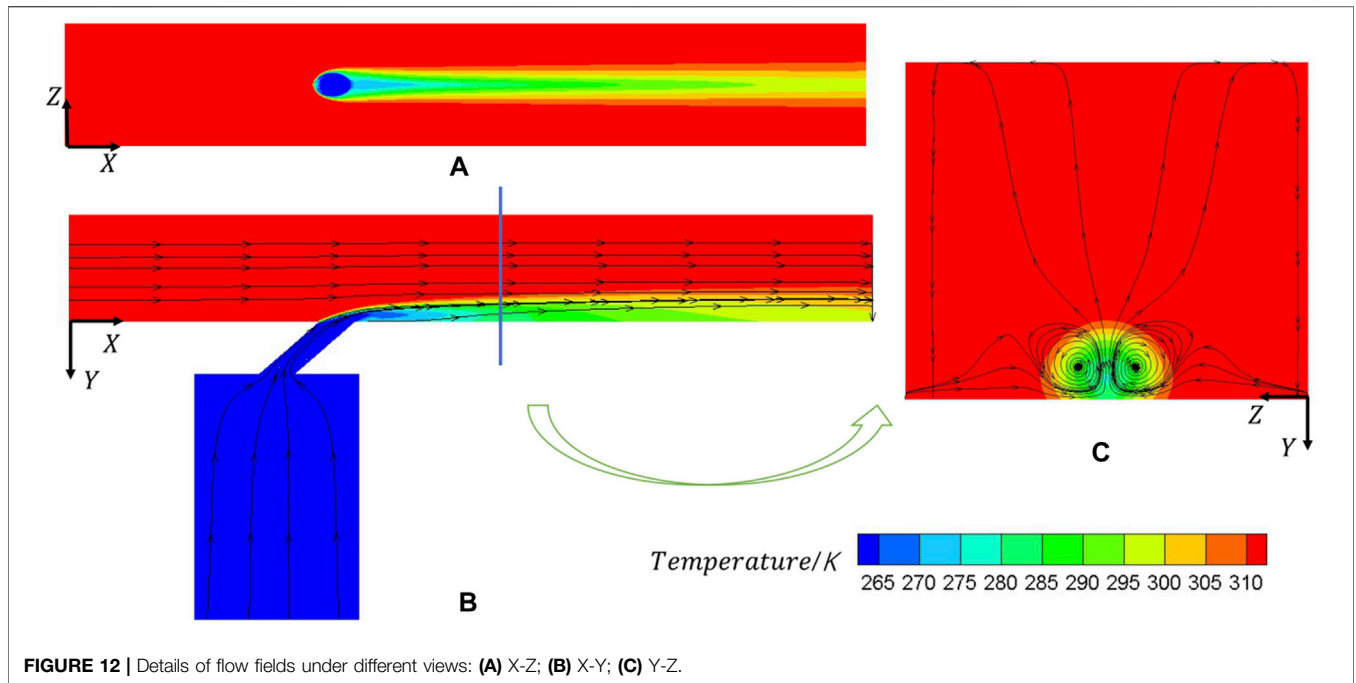 Z
X
A
X
Y
B
Z
Y
C
Temperature/K
265 270 275 280 285 290 295 300 305 310
FIGURE 12 | Details of flow fields under different views: (A) X-Z; (B) X-Y; (C) Y-Z.